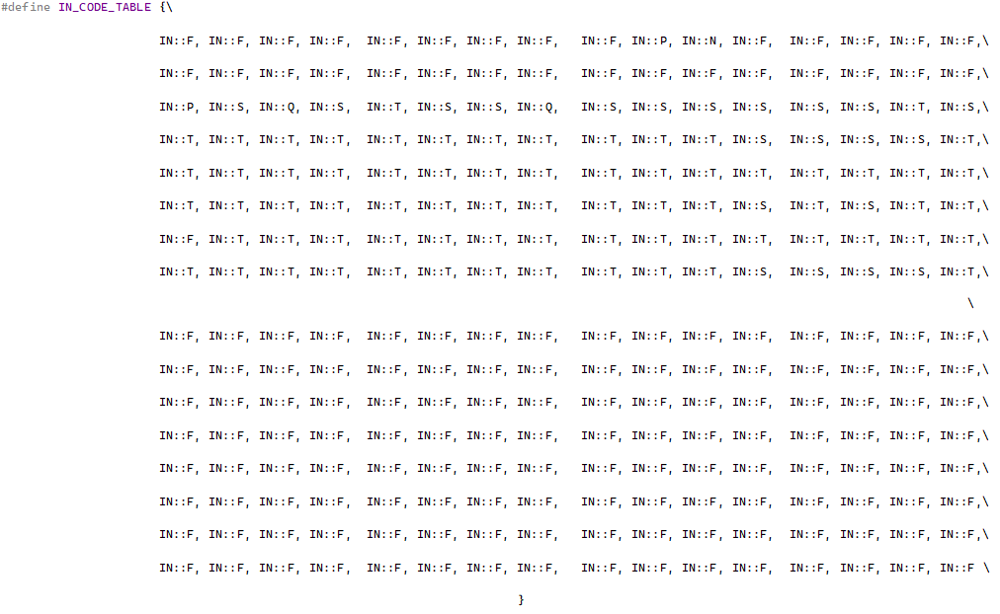 #define IN_CODE_TABLE {\
IN::F, IN::F, IN::F, IN::F, IN::F, IN::F, IN::F, IN::F, IN::F, IN::P, IN::N, IN::F, IN::F, IN::F, IN::F, IN::F,\
IN::F, IN::F, IN::F, IN::F, IN::F, IN::F, IN::F, IN::F, IN::F, IN::F, IN::F, IN::F, IN::F, IN::F, IN::F, IN::F,\
IN::P, IN::S, IN::Q, IN::S, IN::T, IN::S, IN::S, IN::Q, IN::S, IN::S, IN::S, IN::S, IN::S, IN::S, IN::T, IN::S,\
IN::T, IN::T, IN::T, IN::T, IN::T, IN::T, IN::T, IN::T, IN::T, IN::T, IN::T, IN::S, IN::S, IN::S, IN::S, IN::T,\
IN::T, IN::T, IN::T, IN::T, IN::T, IN::T, IN::T, IN::T, IN::T, IN::T, IN::T, IN::T, IN::T, IN::T, IN::T, IN::T,\
IN::T, IN::T, IN::T, IN::T, IN::T, IN::T, IN::T, IN::T, IN::T, IN::T, IN::T, IN::S, IN::T, IN::S, IN::T, IN::T,\
IN::F, IN::T, IN::T, IN::T, IN::T, IN::T, IN::T, IN::T, IN::T, IN::T, IN::T, IN::T, IN::T, IN::T, IN::T, IN::T,\
IN::T, IN::T, IN::T, IN::T, IN::T, IN::T, IN::T, IN::T, IN::T, IN::T, IN::T, IN::S, IN::S, IN::S, IN::S, IN::T,\
\
IN::F, IN::F, IN::F, IN::F, IN::F, IN::F, IN::F, IN::F, IN::F, IN::F, IN::F, IN::F, IN::F, IN::F, IN::F, IN::F,\
IN::F, IN::F, IN::F, IN::F, IN::F, IN::F, IN::F, IN::F, IN::F, IN::F, IN::F, IN::F, IN::F, IN::F, IN::F, IN::F,\
IN::F, IN::F, IN::F, IN::F, IN::F, IN::F, IN::F, IN::F, IN::F, IN::F, IN::F, IN::F, IN::F, IN::F, IN::F, IN::F,\
IN::F, IN::F, IN::F, IN::F, IN::F, IN::F, IN::F, IN::F, IN::F, IN::F, IN::F, IN::F, IN::F, IN::F, IN::F, IN::F,\
IN::F, IN::F, IN::F, IN::F, IN::F, IN::F, IN::F, IN::F, IN::F, IN::F, IN::F, IN::F, IN::F, IN::F, IN::F, IN::F,\
IN::F, IN::F, IN::F, IN::F, IN::F, IN::F, IN::F, IN::F, IN::F, IN::F, IN::F, IN::F, IN::F, IN::F, IN::F, IN::F,\
IN::F, IN::F, IN::F, IN::F, IN::F, IN::F, IN::F, IN::F, IN::F, IN::F, IN::F, IN::F, IN::F, IN::F, IN::F, IN::F,\
IN::F, IN::F, IN::F, IN::F, IN::F, IN::F, IN::F, IN::F, IN::F, IN::F, IN::F, IN::F, IN::F, IN::F, IN::F, IN::F \
}